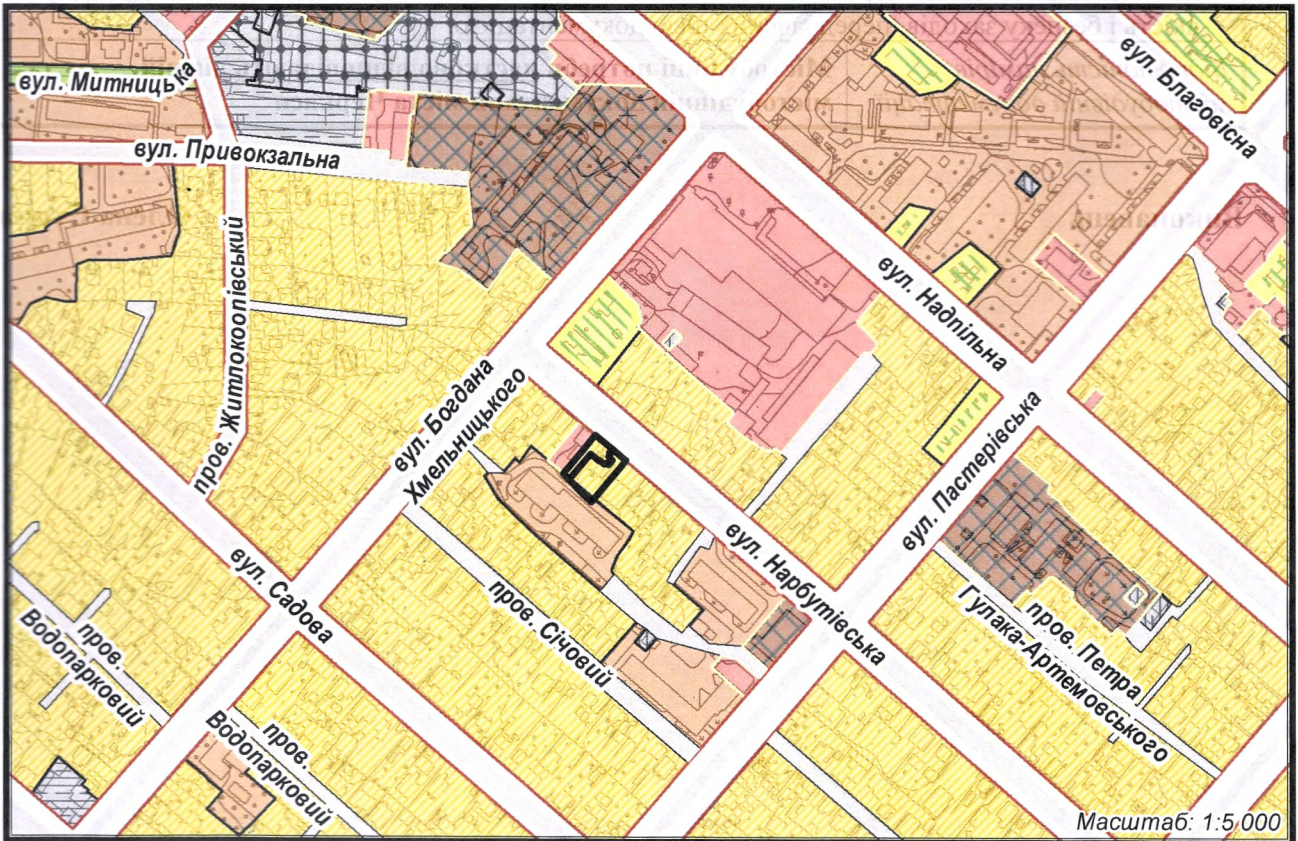 вул. Митницька
вул. Благовісна
вул. Привокзальна
пров. Житлокоопівський
вул. Надпільна
вул. Богдана
Хмельницького
вул. Пастерівська
вул. Нарбутівська
вул. Садова
пров. Січовий
пров. Петра
Гулака-Артемовського
пров.
Водопарковий
пров.
Водопарковий
Масштаб: 1:5 000